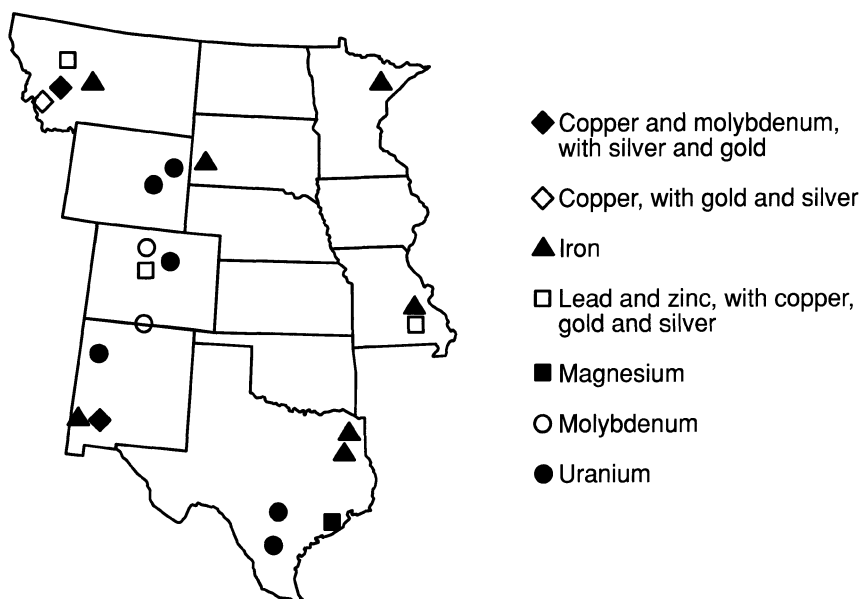 Copper and molybdenum,
with silver and gold
Copper, with gold and silver
Iron
Lead and zinc, with copper,
gold and silver
Magnesium
Molybdenum
Uranium